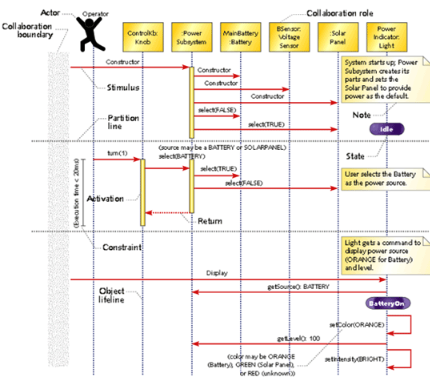 Actor
Operator
Collaboration role
Collaboration
boundary
ControlKb:
Knob
:Power
Subsystem
MainBattery
:Battery
BSensor:
Voltage
Sensor
:Solar
Panel
Power
Indicator:
Light
Constructor
Constructor
Constructor
Constructor
Stimulus
System starts up; Power
Subsystem creates its
parts and sets the
Solar Panel to provide
power as the default.
select(FALSE)
select(TRUE)
Partition
line
Note
Idle
State
(source may be a BATTERY or SOLARPANEL)
turn(1)
select(BATTERY)
select(TRUE)
select(FALSE)
User selects the Battery
as the power source.
(Execution time < 20ms)
Activation
Return
Constraint
Light gets a command to
display power source
(ORANGE for Battery)
and level.
Display
Object
lifeline
getSource(): BATTERY
BatteryOn
setColor(ORANGE)
getLevel(): 100
(color may be ORANGE
(Battery), GREEN (Solar Panel),
or RED (unknown))
setIntensity(BRIGHT)